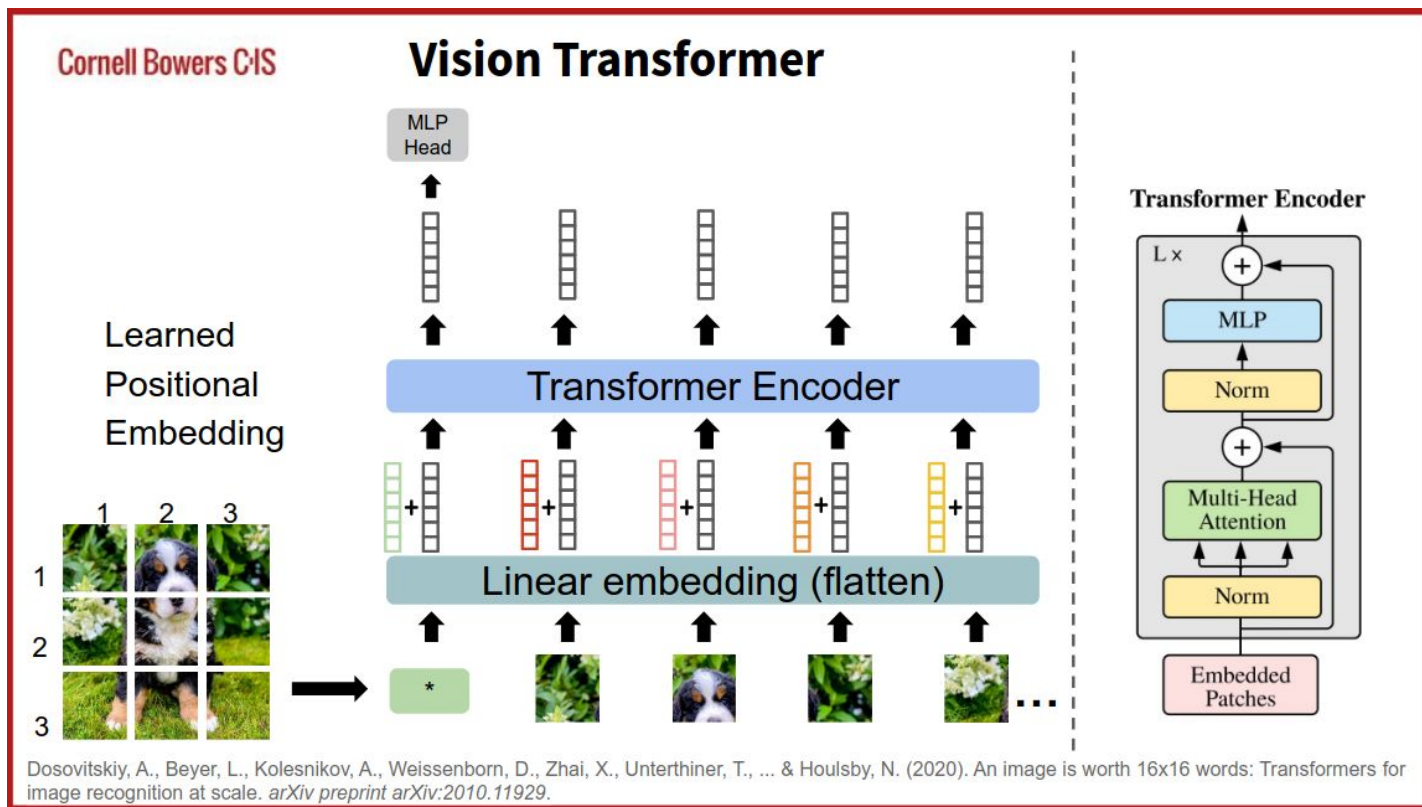 Cornell Bowers C·IS
Vision Transformer
MLP
Head
Learned
Positional
Embedding
Transformer Encoder
+
+
+
+
+
Linear embedding (flatten)
1 2 3
1
2
3
*
...
Transformer Encoder
L ×
+
MLP
Norm
+
Multi-Head
Attention
Norm
Embedded
Patches
Dosovitskiy, A., Beyer, L., Kolesnikov, A., Weissenborn, D., Zhai, X., Unterthiner, T., ... & Houlsby, N. (2020). An image is worth 16x16 words: Transformers for
image recognition at scale. arXiv preprint arXiv:2010.11929.